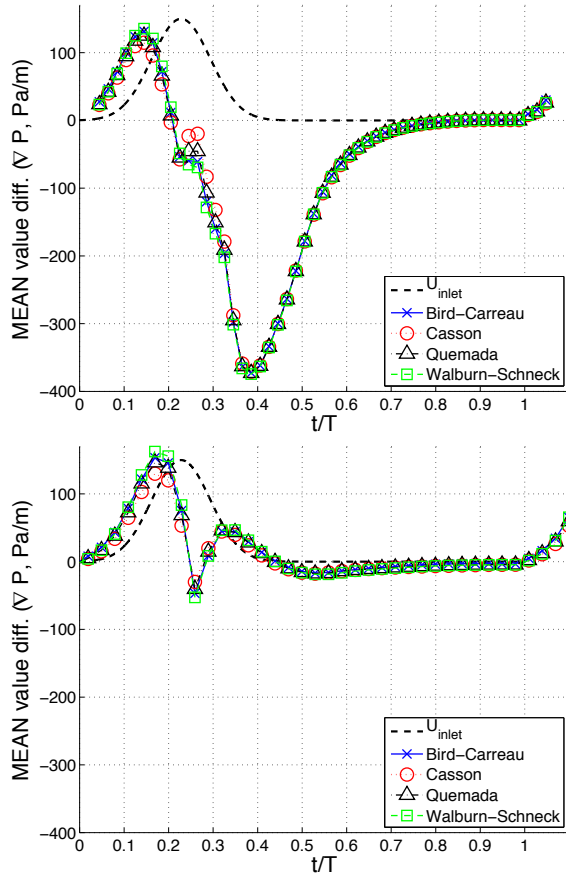 MEAN value diff. (∇ P, Pa/m)
100
0
−100
−200
−300
−400
0 0.1 0.2 0.3 0.4 0.5 0.6 0.7 0.8 0.9 1
t/T
U_inlet
Bird−Carreau
Casson
Quemada
Walburn−Schneck
MEAN value diff. (∇ P, Pa/m)
100
0
−100
−200
−300
−400
0 0.1 0.2 0.3 0.4 0.5 0.6 0.7 0.8 0.9 1
t/T
U_inlet
Bird−Carreau
Casson
Quemada
Walburn−Schneck